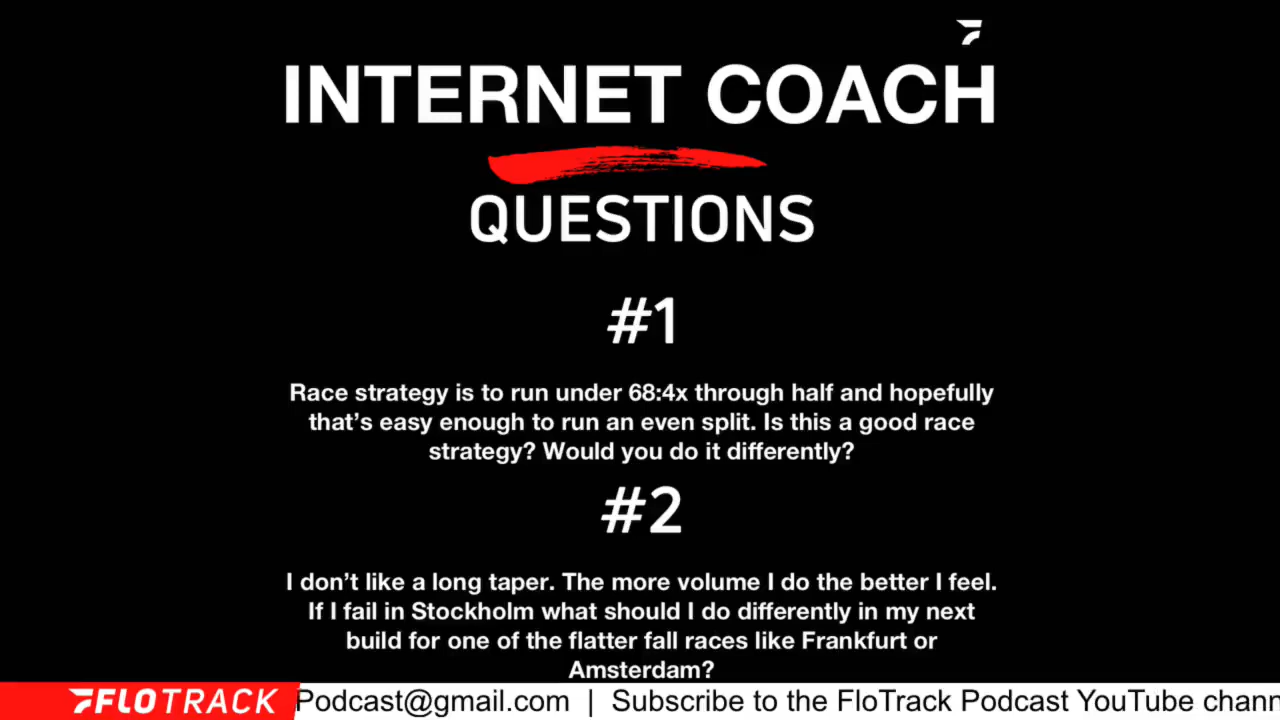 INTERNET COACH
QUESTIONS
#1
Race strategy is to run under 68:4x through half and hopefully
that’s easy enough to run an even split. Is this a good race
strategy? Would you do it differently?
#2
I don’t like a long taper. The more volume I do the better I feel.
If I fail in Stockholm what should I do differently in my next
build for one of the flatter fall races like Frankfurt or
Amsterdam?
FLOTRACK Podcast@gmail.com | Subscribe to the FloTrack Podcast YouTube chann